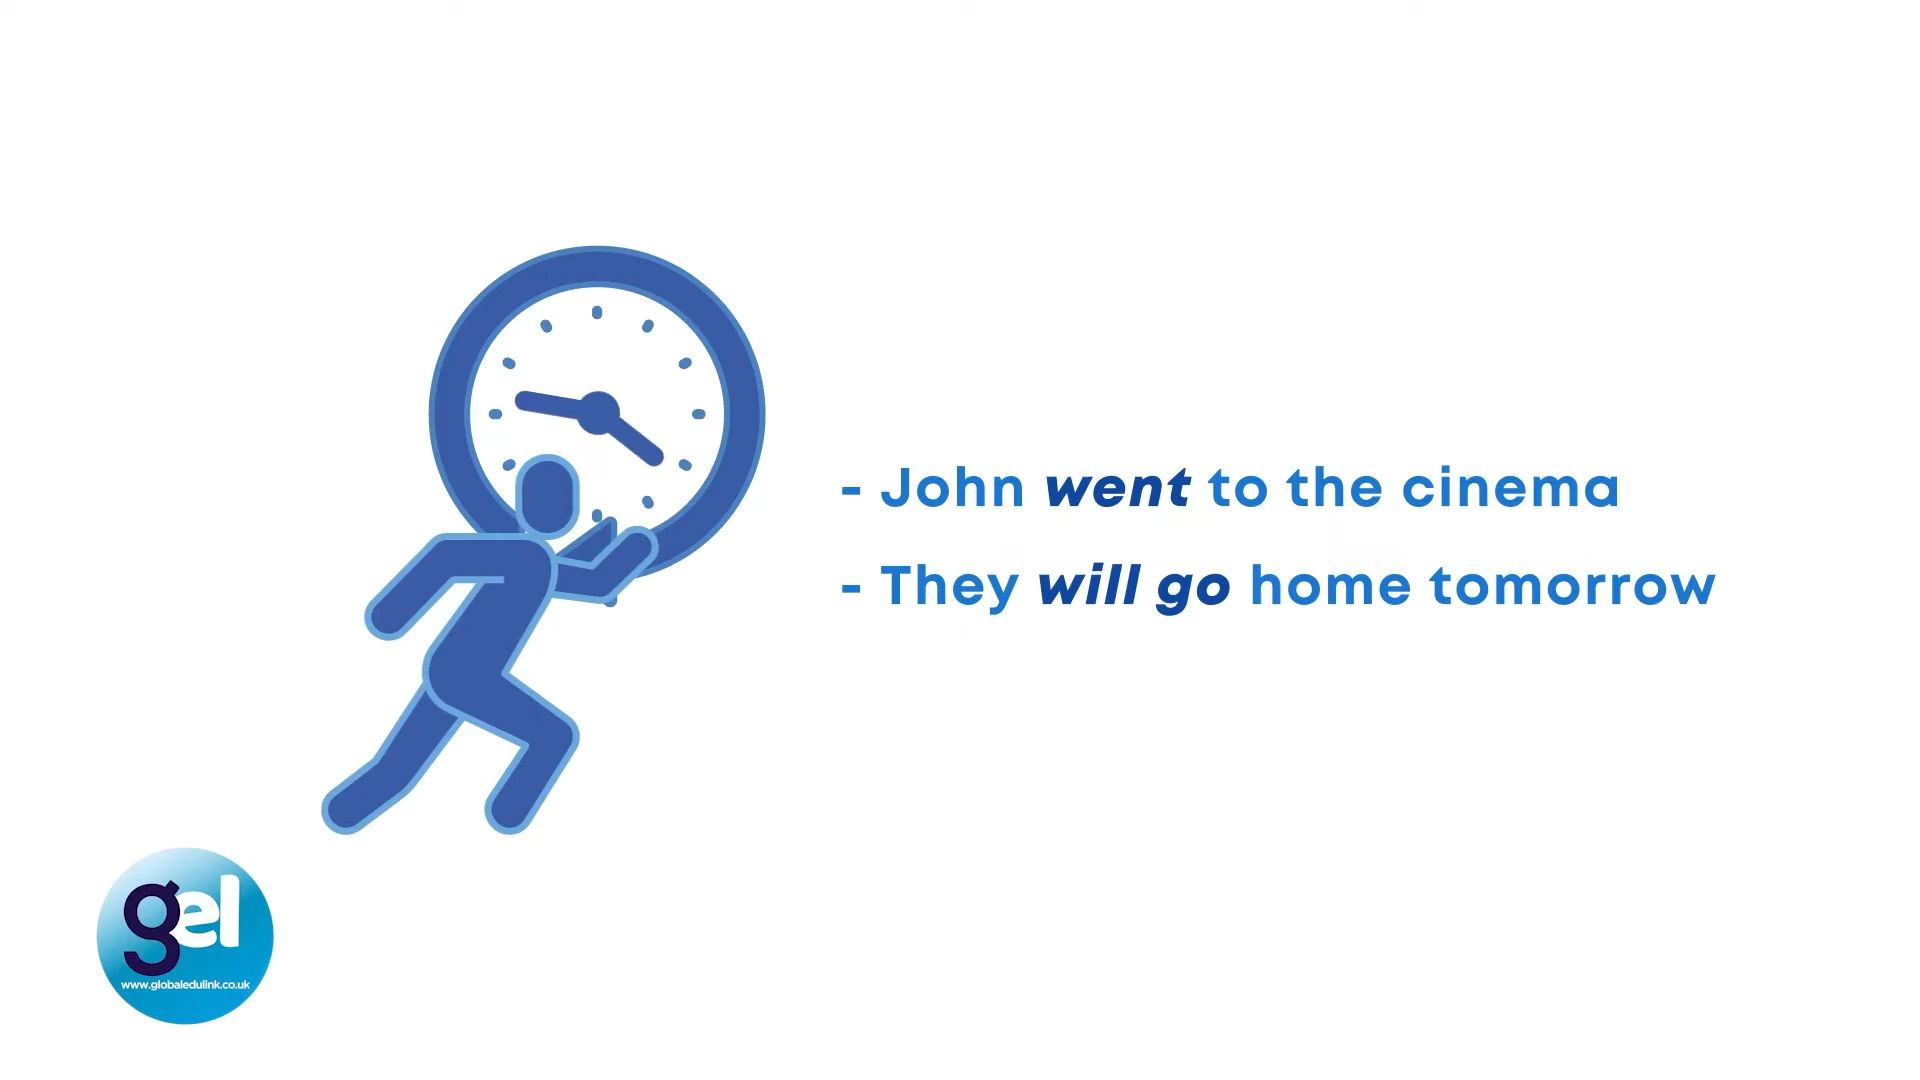 - John went to the cinema
- They will go home tomorrow
gel
www.globaledulink.co.uk